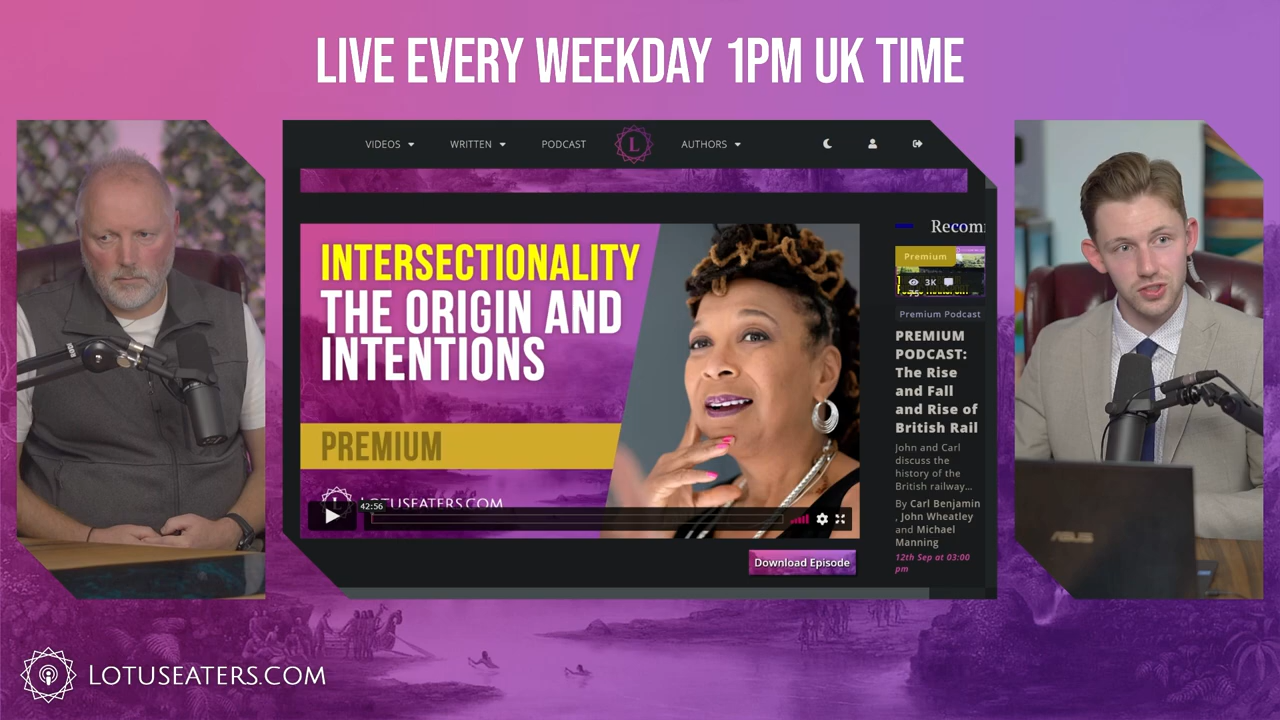 LIVE EVERY WEEKDAY 1PM UK TIME
VIDEOS
WRITTEN
PODCAST
L
AUTHORS
INTERSECTIONALITY
THE ORIGIN AND
INTENTIONS
PREMIUM
LOTUSEATERS.COM
42:56
Download Episode
Recom
Premium
3K
75
Premium Podcast
PREMIUM
PODCAST:
The Rise
and Fall
and Rise of
British Rail
John and Carl
discuss the
history of the
British railway...
By Carl Benjamin
, John Wheatley
and Michael
Manning
12th Sep at 03:00
pm
ASUS
LOTUSEATERS.COM